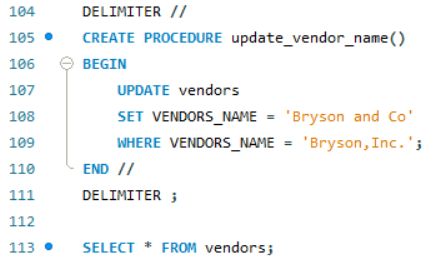 104 DELIMITER //
105 CREATE PROCEDURE update_vendor_name()
106 BEGIN
107 UPDATE vendors
108 SET VENDORS_NAME = 'Bryson and Co'
109 WHERE VENDORS_NAME = 'Bryson,Inc.';
110 END //
111 DELIMITER ;
112
113 SELECT * FROM vendors;